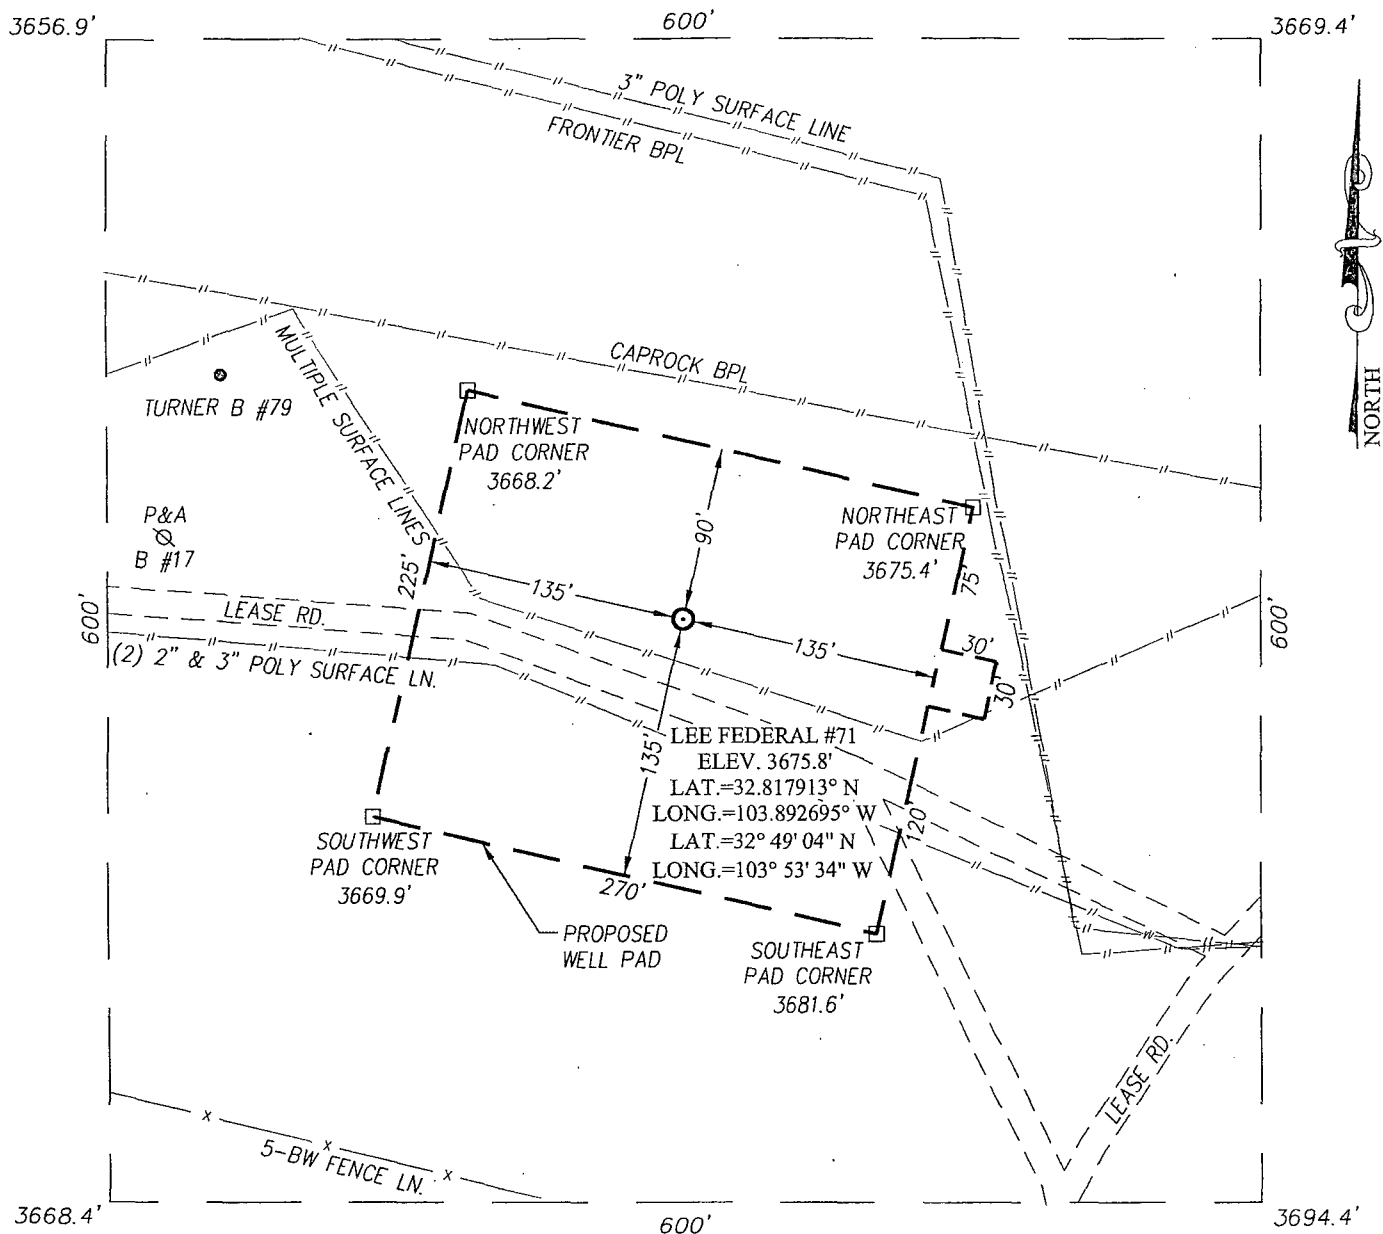 3656.9'
600'
3669.4'
3" POLY SURFACE LINE
FRONTIER BPL
NORTH
CAPROCK BPL
MULTIPLE SURFACE LINES
TURNER B #79
NORTHWEST
PAD CORNER
3668.2'
P&A
B #17
NORTHEAST
PAD CORNER
3675.4'
90'
75'
225'
135'
135'
30'
30'
600'
600'
LEASE RD.
(2) 2" & 3" POLY SURFACE LN.
135'
LEE FEDERAL #71
ELEV. 3675.8'
LAT.=32.817913° N
LONG.=103.892695° W
LAT.=32° 49' 04" N
LONG.=103° 53' 34" W
120'
SOUTHWEST
PAD CORNER
3669.9'
270'
PROPOSED
WELL PAD
SOUTHEAST
PAD CORNER
3681.6'
LEASE RD.
5-BW FENCE LN.
3668.4'
600'
3694.4'